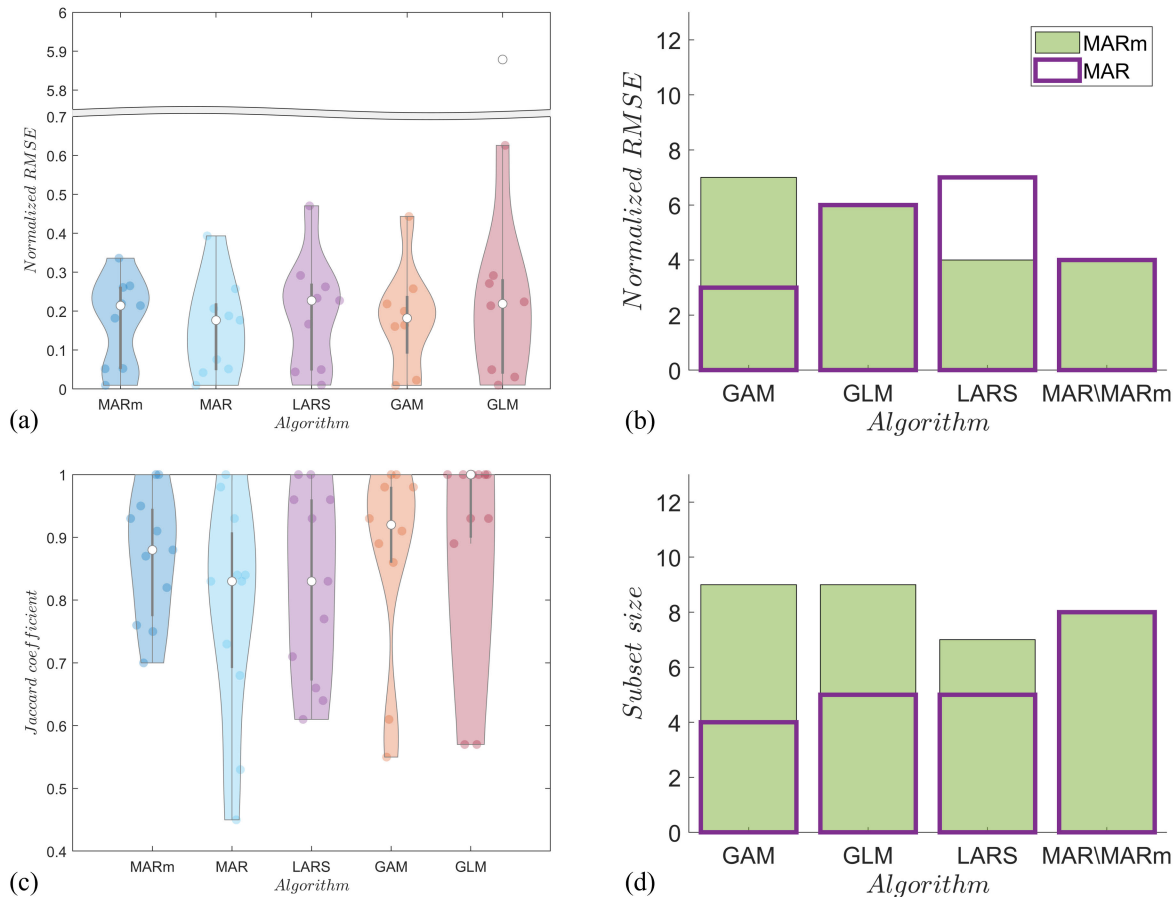 6
5.9
5.8
0.7
0.6
0.5
0.4
0.3
0.2
0.1
0
Normalized RMSE
MARm MAR LARS GAM GLM
Algorithm
(a)
12
10
8
6
4
2
0
Normalized RMSE
MARm
MAR
GAM GLM LARS MAR\MARm
Algorithm
(b)
1
0.9
0.8
0.7
0.6
0.5
0.4
Jaccard coefficient
MARm MAR LARS GAM GLM
Algorithm
(c)
12
10
8
6
4
2
0
Subset size
GAM GLM LARS MAR\MARm
Algorithm
(d)